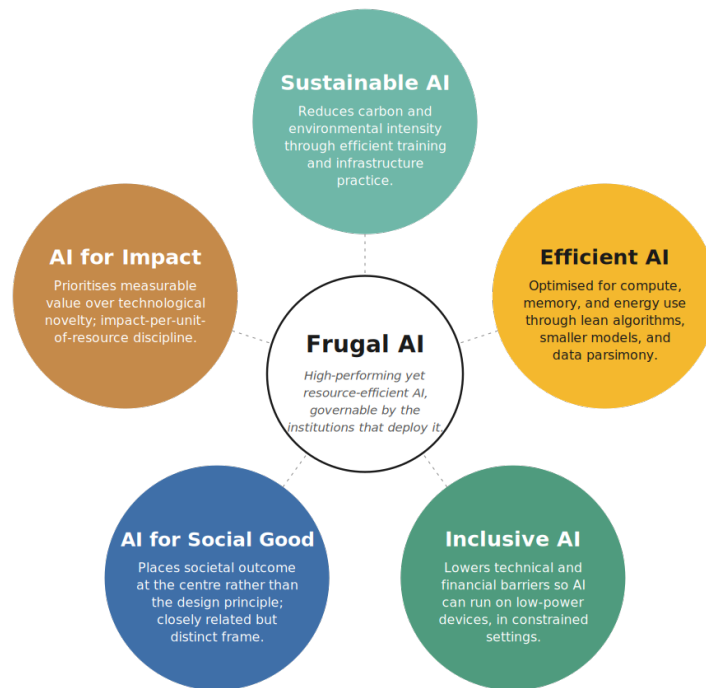 Sustainable AI
Reduces carbon and
environmental intensity
through efficient training
and infrastructure
practice.
AI for Impact
Prioritises measurable
value over technological
novelty; impact-per-unit-
of-resource discipline.
Efficient AI
Optimised for compute,
memory, and energy use
through lean algorithms,
smaller models, and
data parsimony.
Frugal AI
High-performing yet
resource-efficient AI,
governable by the
institutions that deploy it.
AI for Social Good
Places societal outcome
at the centre rather than
the design principle;
closely related but
distinct frame.
Inclusive AI
Lowers technical and
financial barriers so AI
can run on low-power
devices, in constrained
settings.